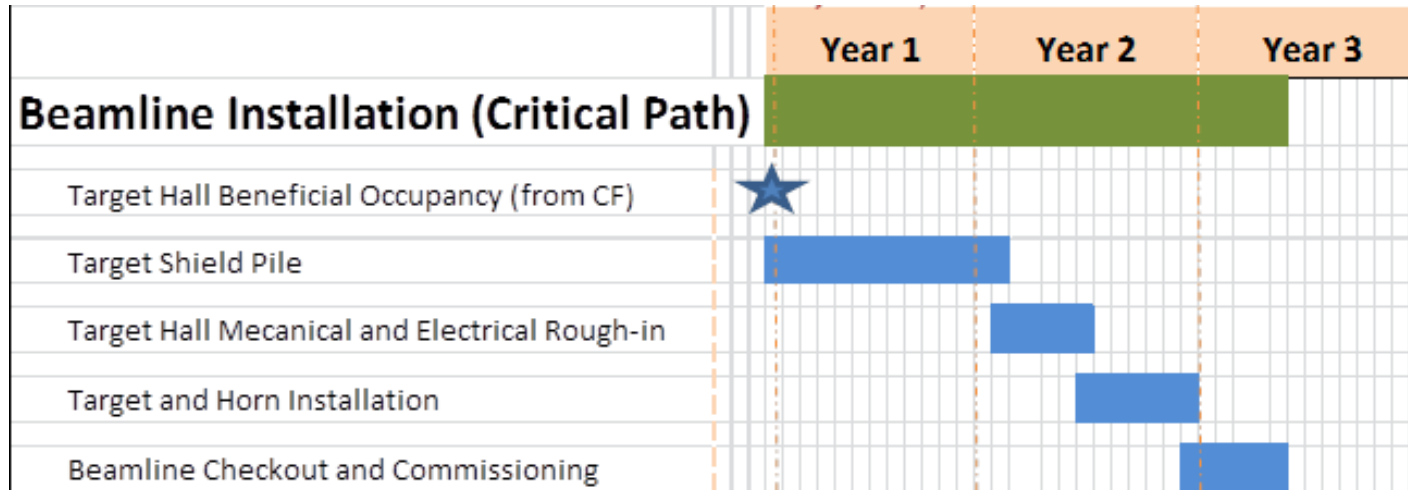 Year 1 Year 2 Year 3
Beamline Installation (Critical Path)
Target Hall Beneficial Occupancy (from CF)
Target Shield Pile
Target Hall Mecanical and Electrical Rough-in
Target and Horn Installation
Beamline Checkout and Commissioning